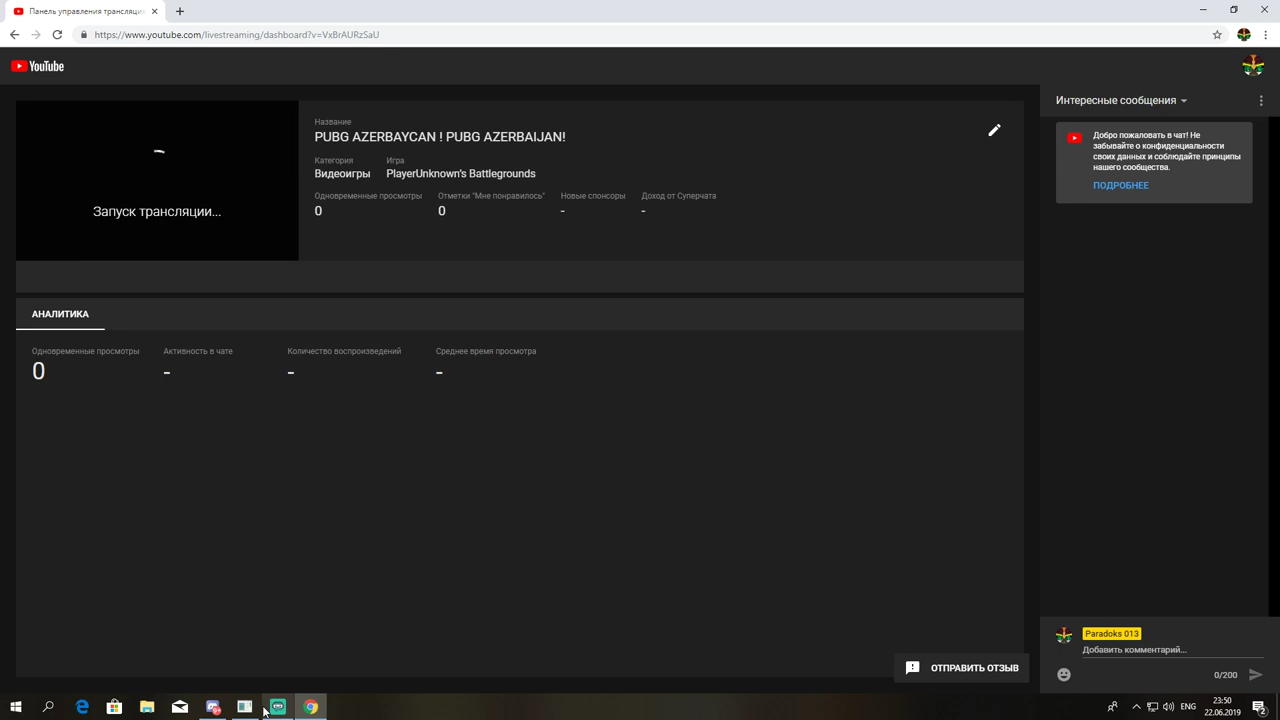 Панель управления трансляци
https://www.youtube.com/livestreaming/dashboard?v=VxBrAURzSaU
YouTube
Запуск трансляции...
Название
PUBG AZERBAYCAN ! PUBG AZERBAIJAN!
Категория Игра
Видеоигры PlayerUnknown's Battlegrounds
Одновременные просмотры Отметки "Мне понравилось" Новые спонсоры Доход от Суперчата
0 0 - -
АНАЛИТИКА
Одновременные просмотры Активность в чате Количество воспроизведений Среднее время просмотра
0 - - -
ОТПРАВИТЬ ОТЗЫВ
Интересные сообщения
Добро пожаловать в чат! Не
забывайте о конфиденциальности
своих данных и соблюдайте принципы
нашего сообщества.
ПОДРОБНЕЕ
Paradoks 013
Добавить комментарий...
0/200
ENG
23:50
22.06.2019
2